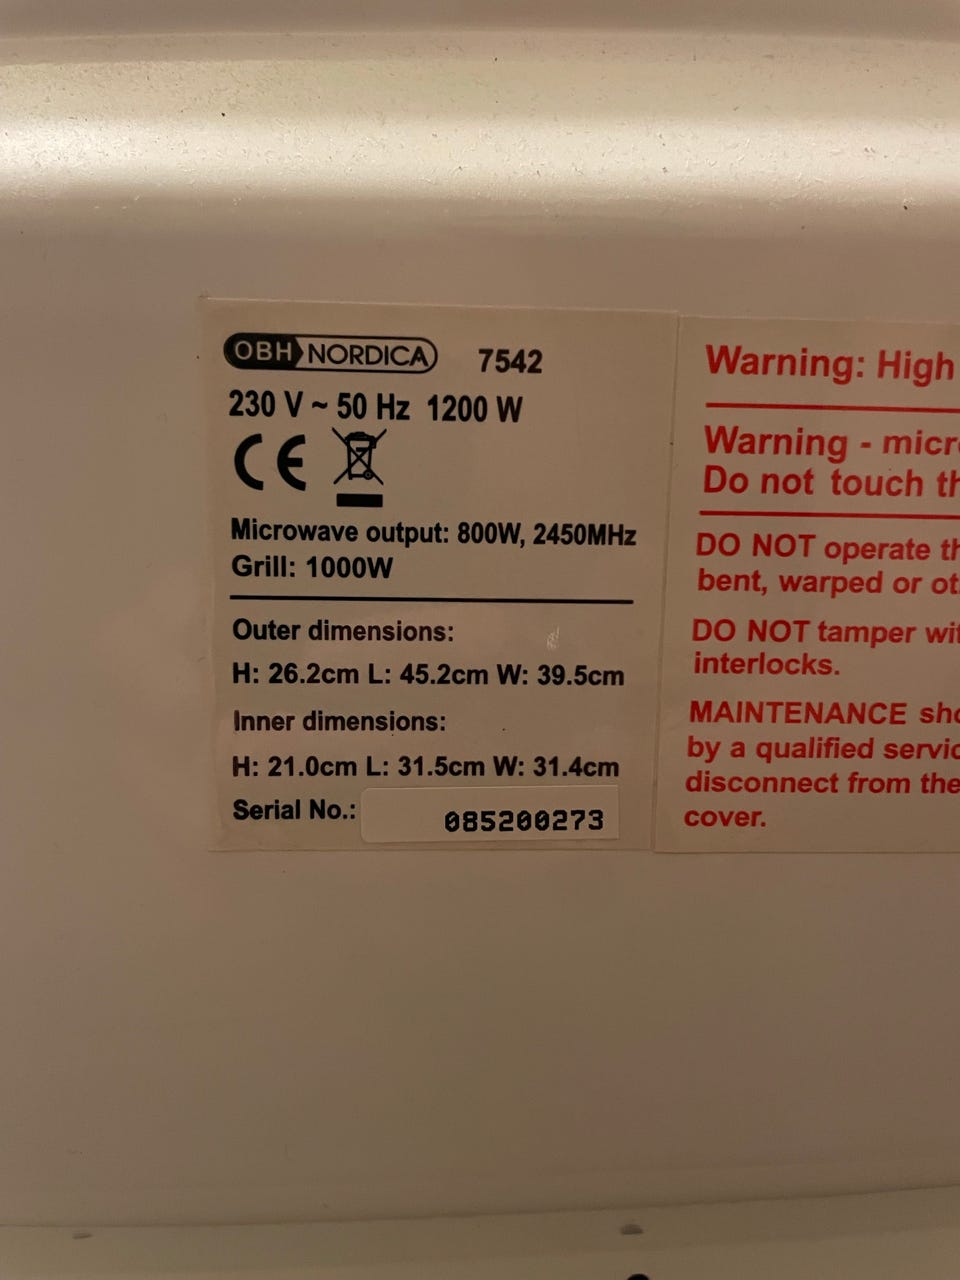 OBH NORDICA 7542
230 V ~ 50 Hz 1200 W
CE
Microwave output: 800W, 2450MHz
Grill: 1000W
Outer dimensions:
H: 26.2cm L: 45.2cm W: 39.5cm
Inner dimensions:
H: 21.0cm L: 31.5cm W: 31.4cm
Serial No.: 085200273
Warning: High
Warning - micr
Do not touch th
DO NOT operate th
bent, warped or ot
DO NOT tamper wit
interlocks.
MAINTENANCE sho
by a qualified servic
disconnect from the
cover.